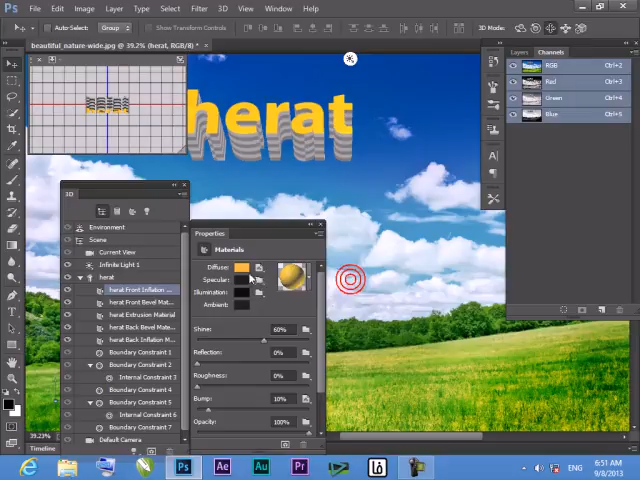 Ps File Edit Image Layer Type Select Filter 3D View Window Help
Auto-Select: Group Show Transform Controls 3D Mode:
beautiful_nature-wide.jpg @ 39.2% (herat, RGB/8) *
Layers Channels
RGB Ctrl+2
Red Ctrl+3
Green Ctrl+4
Blue Ctrl+5
herat
3D
Environment
Scene
Current View
Infinite Light 1
herat
herat Front Inflation ...
herat Front Bevel Mat...
herat Extrusion Material
herat Back Bevel Mate...
herat Back Inflation M...
Boundary Constraint 1
Boundary Constraint 2
Internal Constraint 3
Boundary Constraint 4
Boundary Constraint 5
Internal Constraint 6
Boundary Constraint 7
Default Camera
Properties
Materials
Diffuse:
Specular:
Illumination:
Ambient:
Shine: 60%
Reflection: 0%
Roughness: 0%
Bump: 10%
Opacity: 100%
39.23%
Timeline
Ps Ae Au Pr
ENG
6:51 AM
9/8/2013